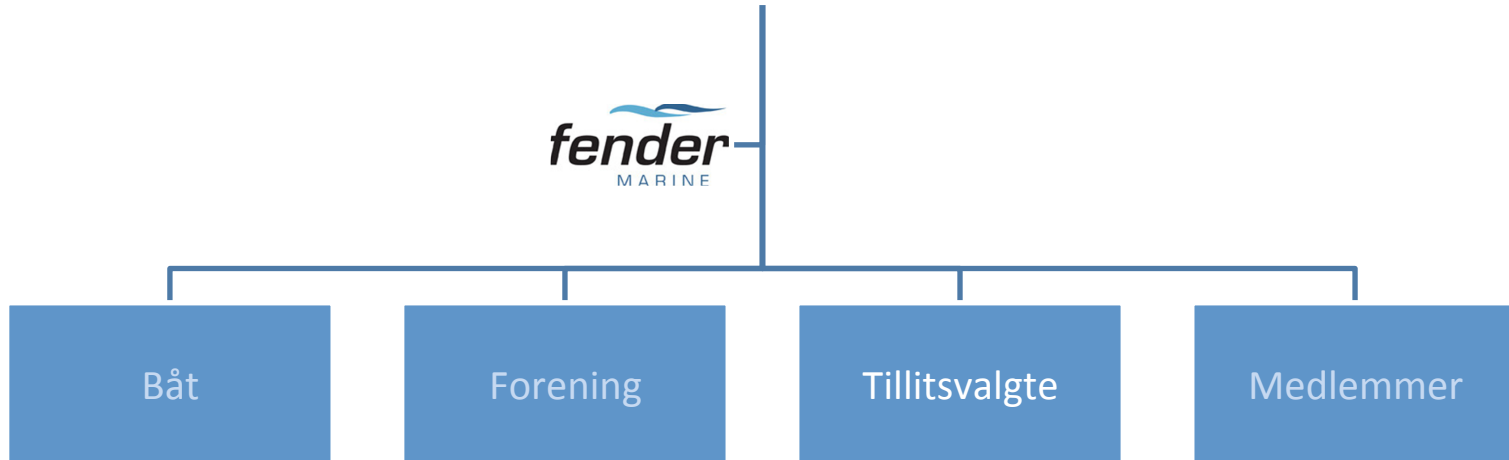 fender
MARINE
Båt
Forening
Tillitsvalgte
Medlemmer